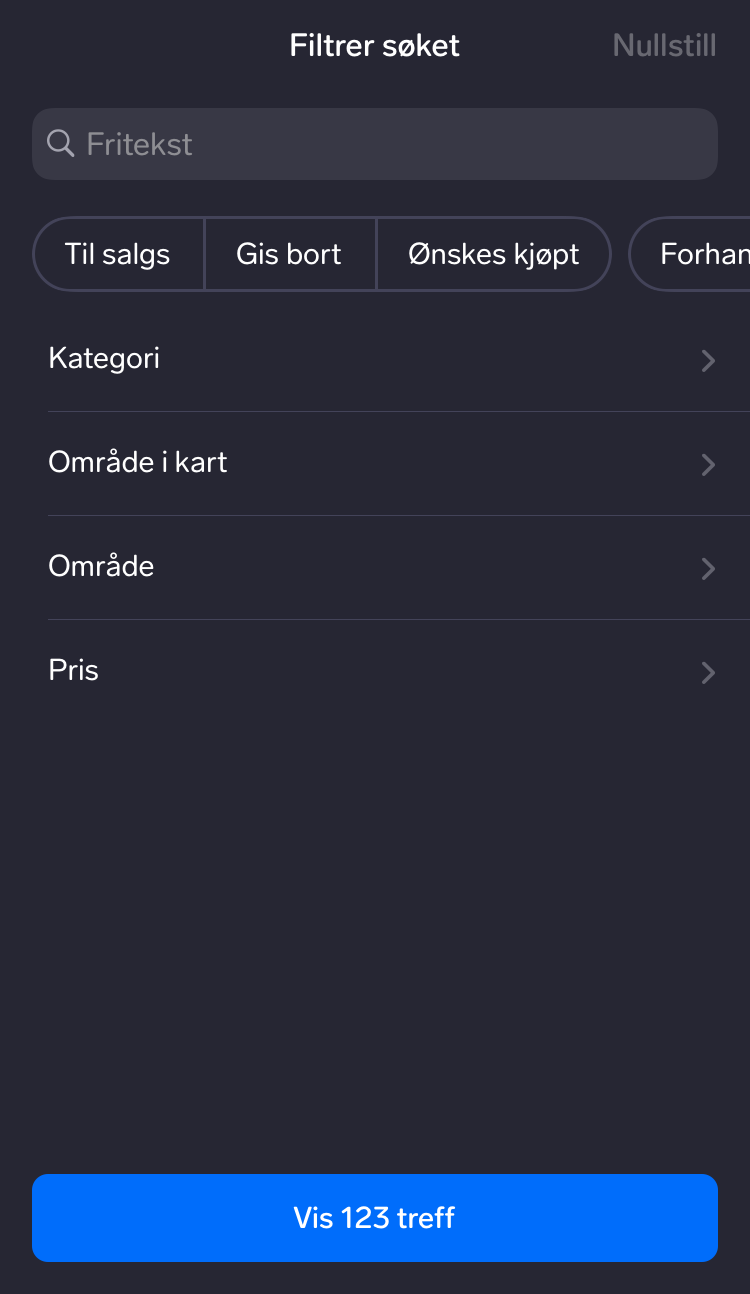 Filtrer søket
Nullstill
Fritekst
Til salgs
Gis bort
Ønskes kjøpt
Forhan
Kategori
Område i kart
Område
Pris
Vis 123 treff